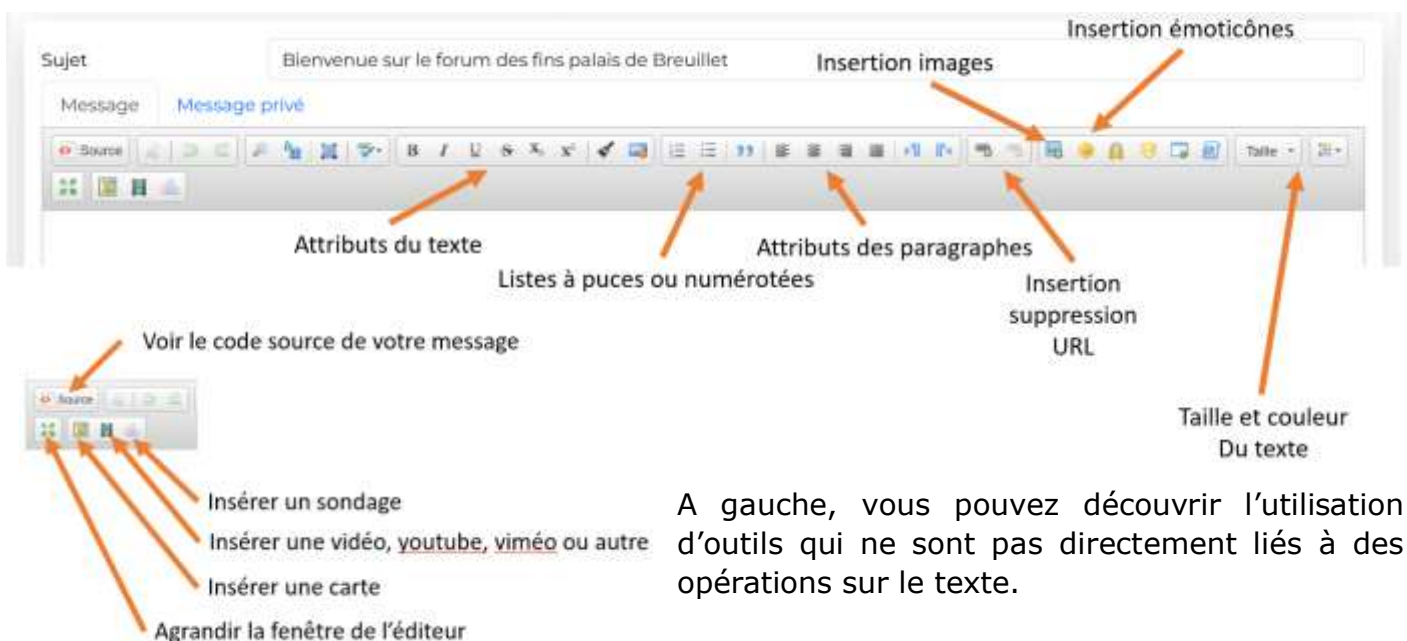 Insertion émoticônes
Sujet
Bienvenue sur le forum des fins palais de Breuillet
Insertion images
Message
Message privé
Source
B I U S X₂ x²
Taille
Attributs du texte
Attributs des paragraphes
Listes à puces ou numérotées
Insertion
suppression
URL
Voir le code source de votre message
Source
Taille et couleur
Du texte
Insérer un sondage
Insérer une vidéo, youtube, viméo ou autre
Insérer une carte
Agrandir la fenêtre de l’éditeur
A gauche, vous pouvez découvrir l’utilisation
d’outils qui ne sont pas directement liés à des
opérations sur le texte.